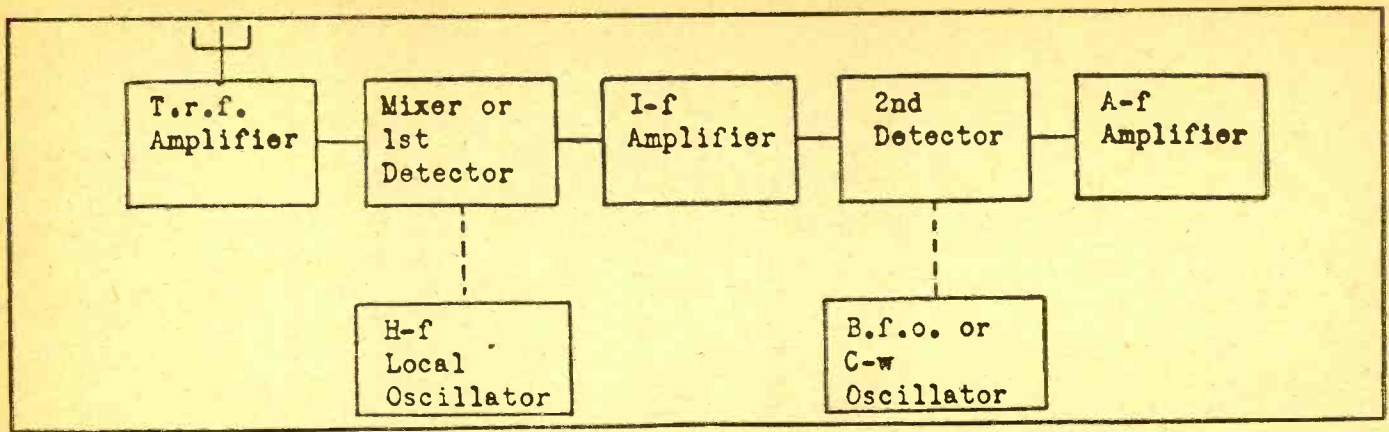 T.r.f.
Amplifier
Mixer or
1st
Detector
I-f
Amplifier
2nd
Detector
A-f
Amplifier
H-f
Local
Oscillator
B.f.o. or
C-w
Oscillator